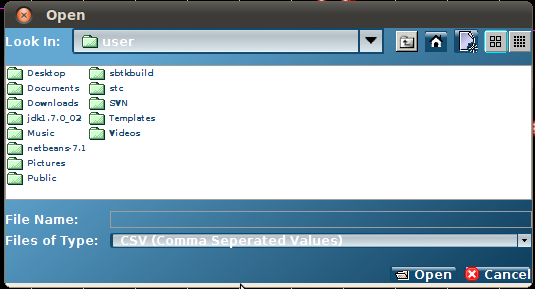 Open
Look In: user
Desktop
Documents
Downloads
jdk1.7.0_02
Music
netbeans-7.1
Pictures
Public
sbtkbuild
stc
SVN
Templates
Videos
File Name:
Files of Type: CSV (Comma Seperated Values)
Open Cancel